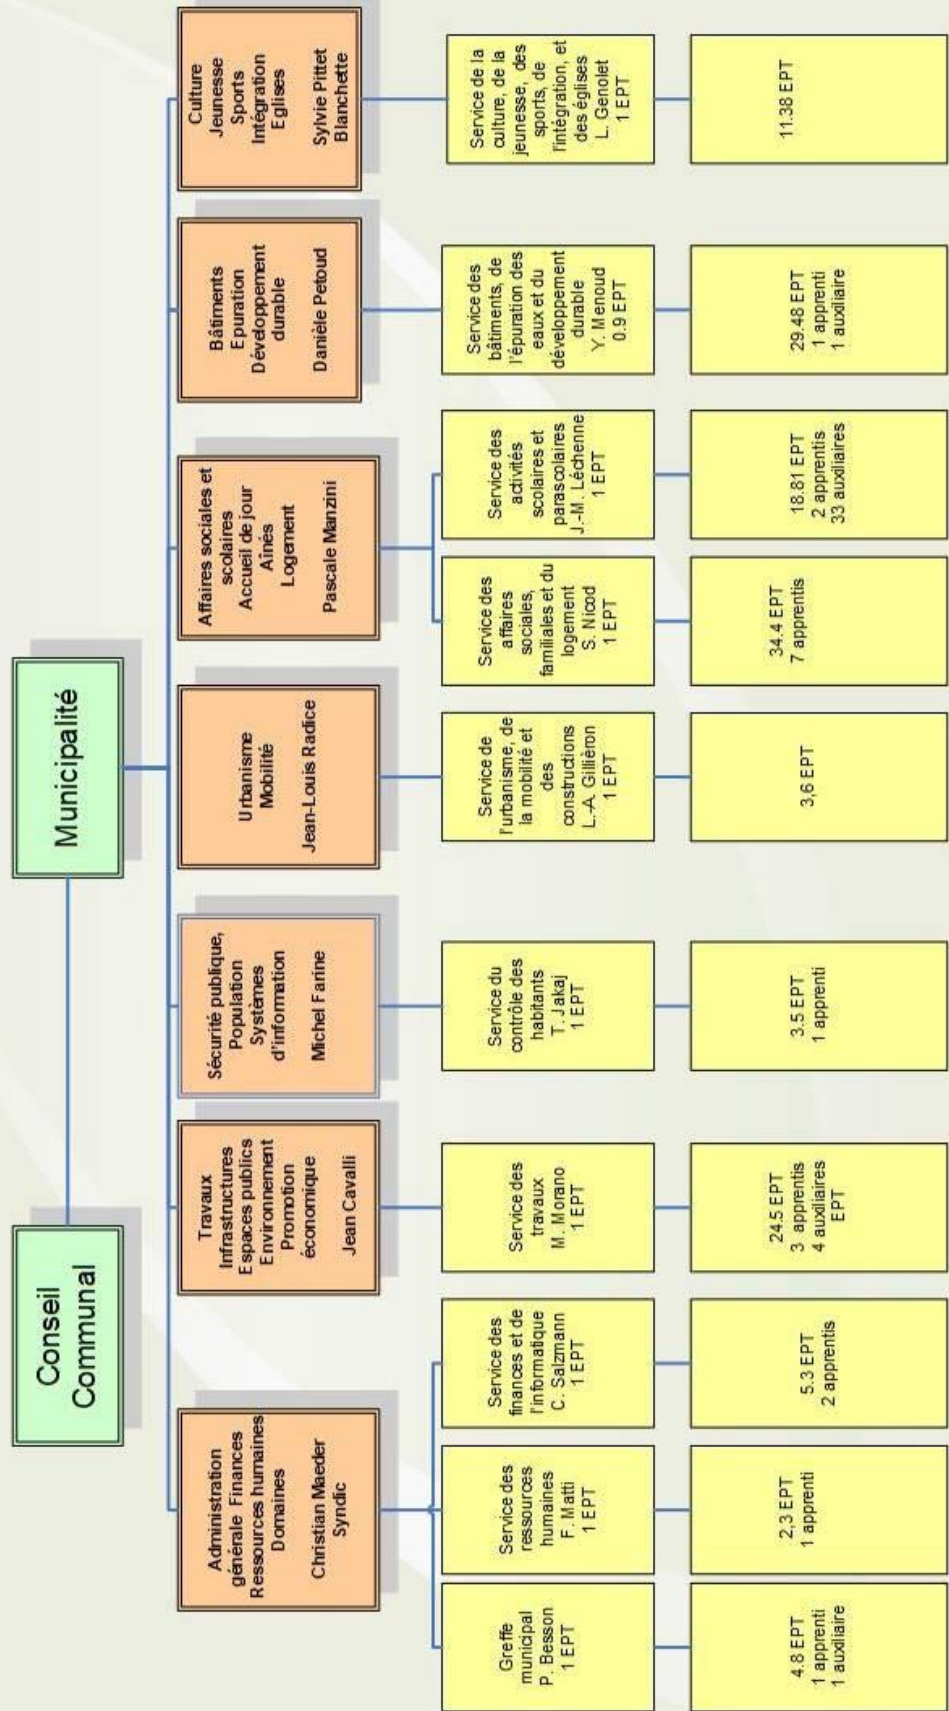 Conseil
Communal
Municipalité
Administration
générale Finances
Ressources humaines
Domaines
Christian Maeder
Syndic
Travaux
Infrastructures
Espaces publics
Environnement
Promotion
économique
Jean Cavalli
Sécurité publique,
Population
Systèmes
d'information
Michel Farine
Urbanisme
Mobilité
Jean-Louis Radice
Affaires sociales et
scolaires
Accueil de jour
Aînés
Logement
Pascale Manzini
Bâtiments
Epuration
Développement
durable
Danièle Petoud
Culture
Jeunesse
Sports
Intégration
Eglises
Sylvie Pittet
Blanchette
Greffe
municipal
P. Besson
1 EPT
Service des
ressources
humaines
F. Matti
1 EPT
Service des
finances et de
l'informatique
C. Salzmann
1 EPT
Service des
travaux
M. Morano
1 EPT
Service du
contrôle des
habitants
T. Jakaj
1 EPT
Service de
l'urbanisme, de
la mobilité et
des
constructions
L.-A. Gilliéron
1 EPT
Service des
affaires
sociales,
familiales et du
logement
S. Nicod
1 EPT
Service des
activités
scolaires et
parascolaires
J.-M. Léchenne
1 EPT
Service des
bâtiments, de
l'épuration des
eaux et du
développement
durable
Y. Menoud
0.9 EPT
Service de la
culture, de la
jeunesse, des
sports, de
l'intégration, et
des églises
L. Genolet
1 EPT
4.8 EPT
1 apprenti
1 auxiliaire
2,3 EPT
1 apprenti
5.3 EPT
2 apprentis
24.5 EPT
3 apprentis
4 auxiliaires
EPT
3.5 EPT
1 apprenti
3,6 EPT
34.4 EPT
7 apprentis
18.81 EPT
2 apprentis
33 auxiliaires
29.48 EPT
1 apprenti
1 auxiliaire
11.38 EPT